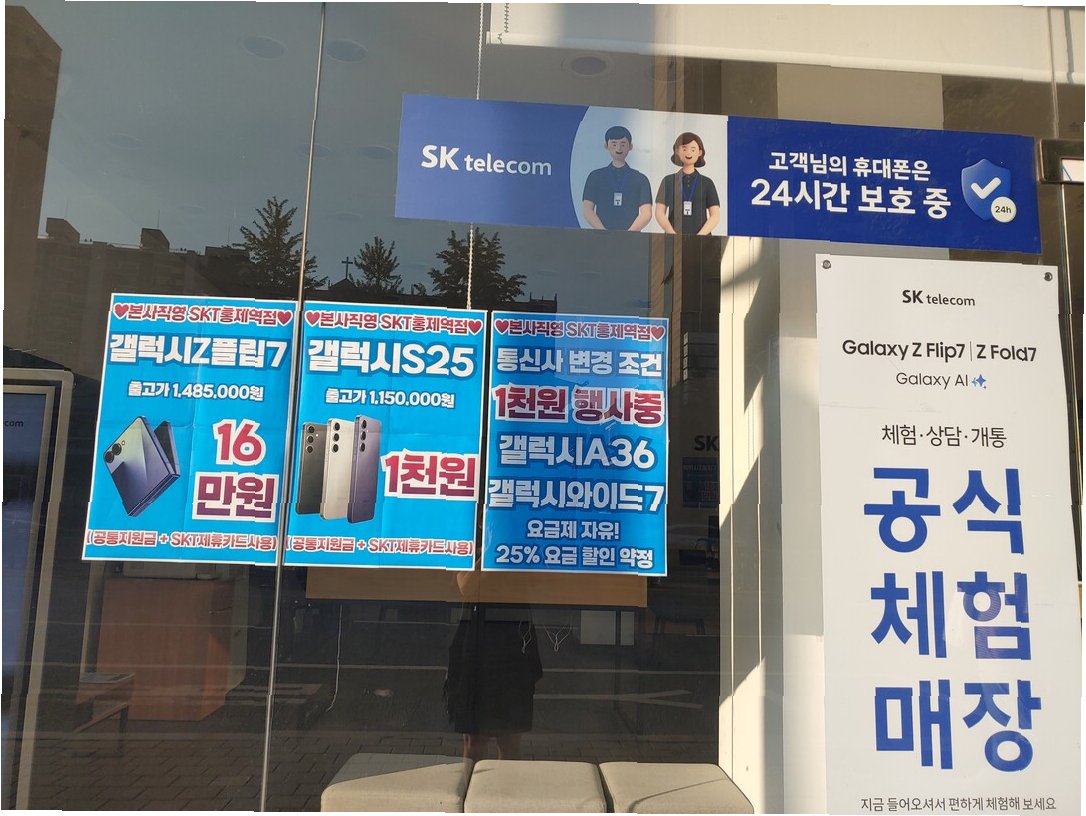 SK telecom
고객님의 휴대폰은
24시간 보호 중
24h
♥본사직영 SKT홍제역점♥
갤럭시Z플립7
출고가 1,485,000원
16
만원
(공통지원금 + SKT제휴카드사용)
♥본사직영 SKT홍제역점♥
갤럭시S25
출고가 1,150,000원
1천원
(공통지원금 + SKT제휴카드사용)
♥본사직영 SKT홍제역점♥
통신사 변경 조건
1천원 행사중
갤럭시A36
갤럭시와이드7
요금제 자유!
25% 요금 할인 약정
SK telecom
Galaxy Z Flip7 | Z Fold7
Galaxy AI
체험·상담·개통
공식
체험
매장
지금 들어오셔서 편하게 체험해 보세요